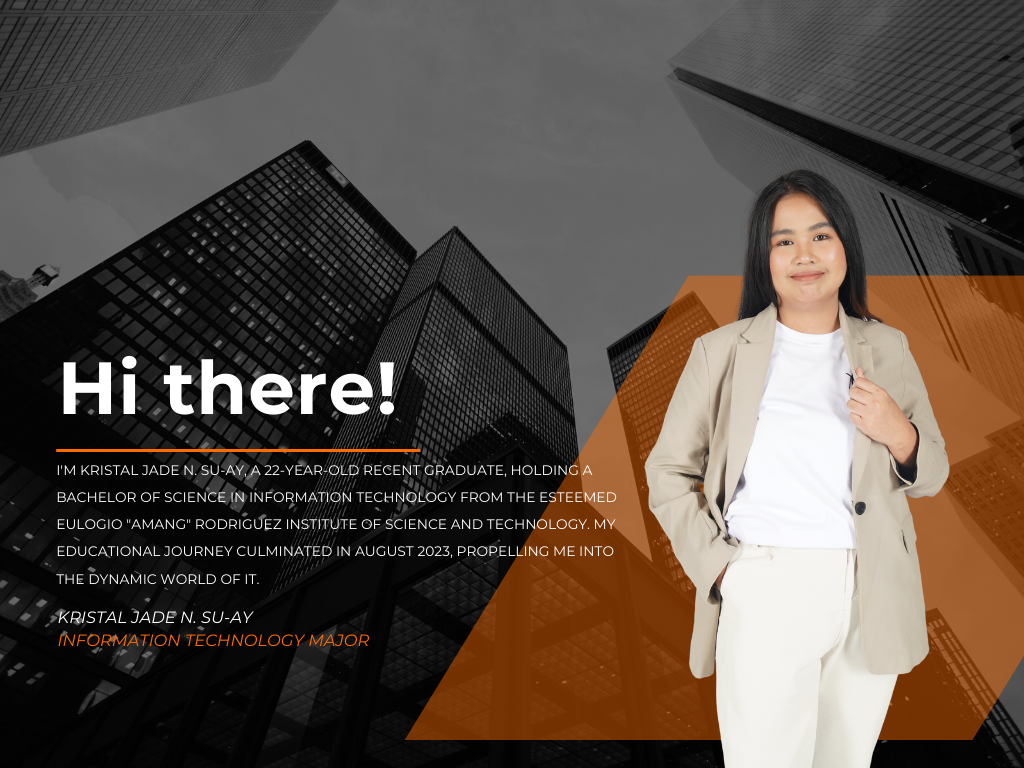 Hi there!
I'M KRISTAL JADE N. SU-AY, A 22-YEAR-OLD RECENT GRADUATE, HOLDING A
BACHELOR OF SCIENCE IN INFORMATION TECHNOLOGY FROM THE ESTEEMED
EULOGIO "AMANG" RODRIGUEZ INSTITUTE OF SCIENCE AND TECHNOLOGY. MY
EDUCATIONAL JOURNEY CULMINATED IN AUGUST 2023, PROPELLING ME INTO
THE DYNAMIC WORLD OF IT.
KRISTAL JADE N. SU-AY
INFORMATION TECHNOLOGY MAJOR